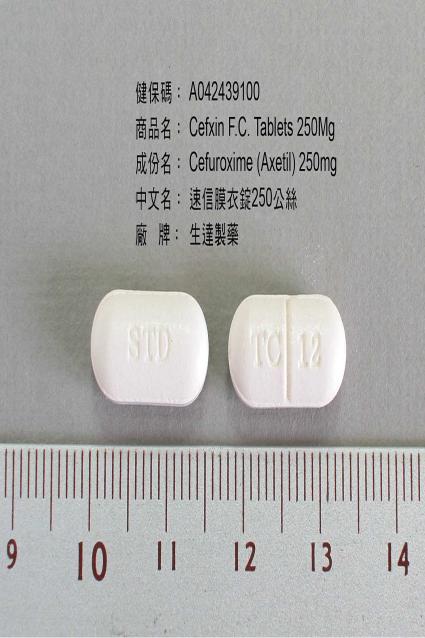 健保碼： A042439100
商品名： Cefxin F.C. Tablets 250Mg
成份名： Cefuroxime (Axetil) 250mg
中文名： 速信膜衣錠250公絲
廠　牌： 生達製藥
STD
TC 12
9 10 11 12 13 14